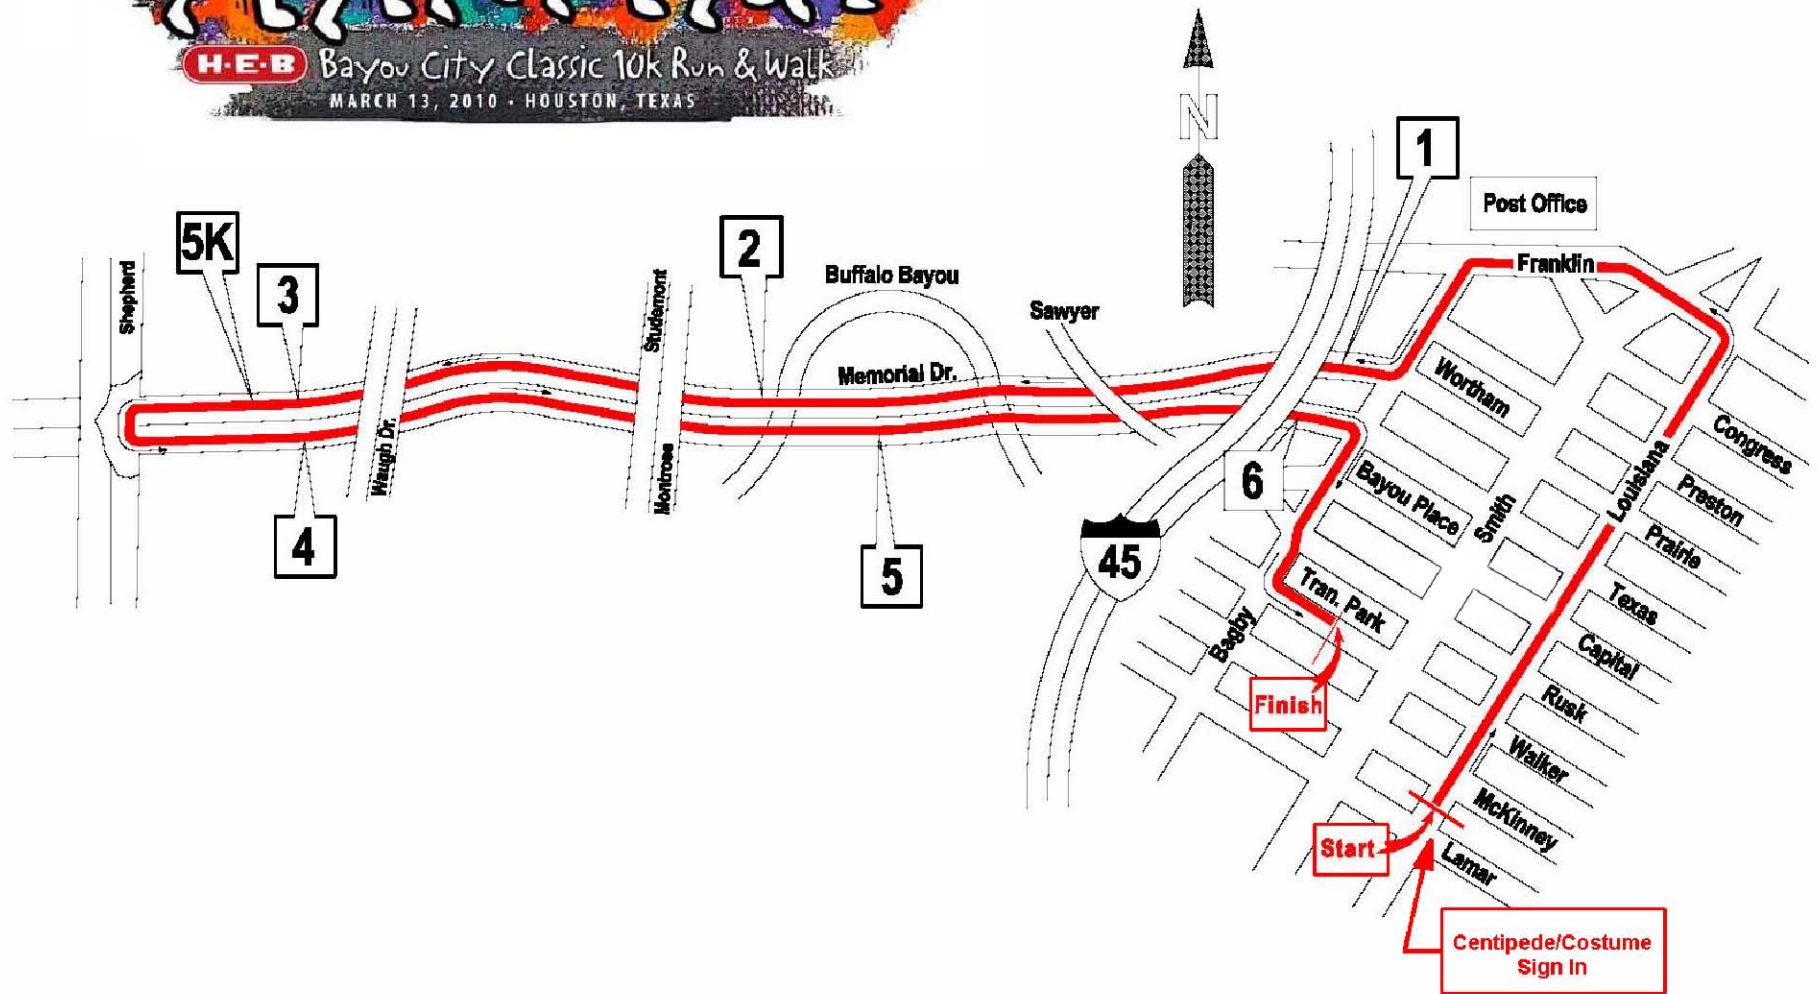 H·E·B Bayou City Classic 10k Run & Walk
MARCH 13, 2010 • HOUSTON, TEXAS
N
1
Post Office
5K
3
2
Buffalo Bayou
Sawyer
Franklin
Shepherd
Studemont
Memorial Dr.
Wortham
Congress
Waugh Dr.
Montrose
6
Bayou Place
Smith
Louisiana
Preston
Prairie
4
5
45
Tran. Park
Texas
Bagby
Capital
Finish
Rusk
Walker
McKinney
Start
Lamar
Centipede/Costume
Sign In